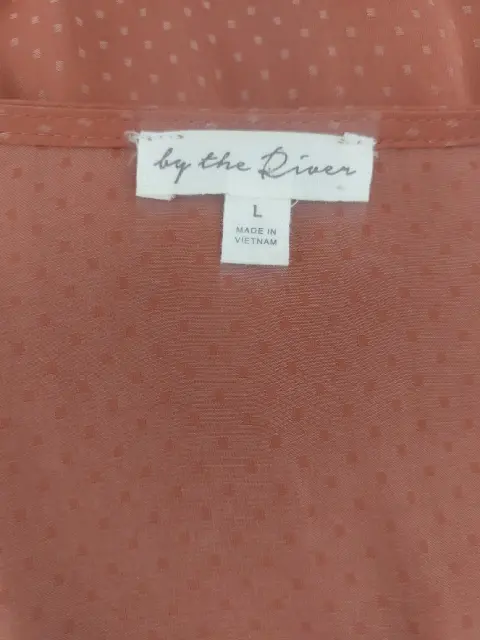 by the River
L
MADE IN
VIETNAM